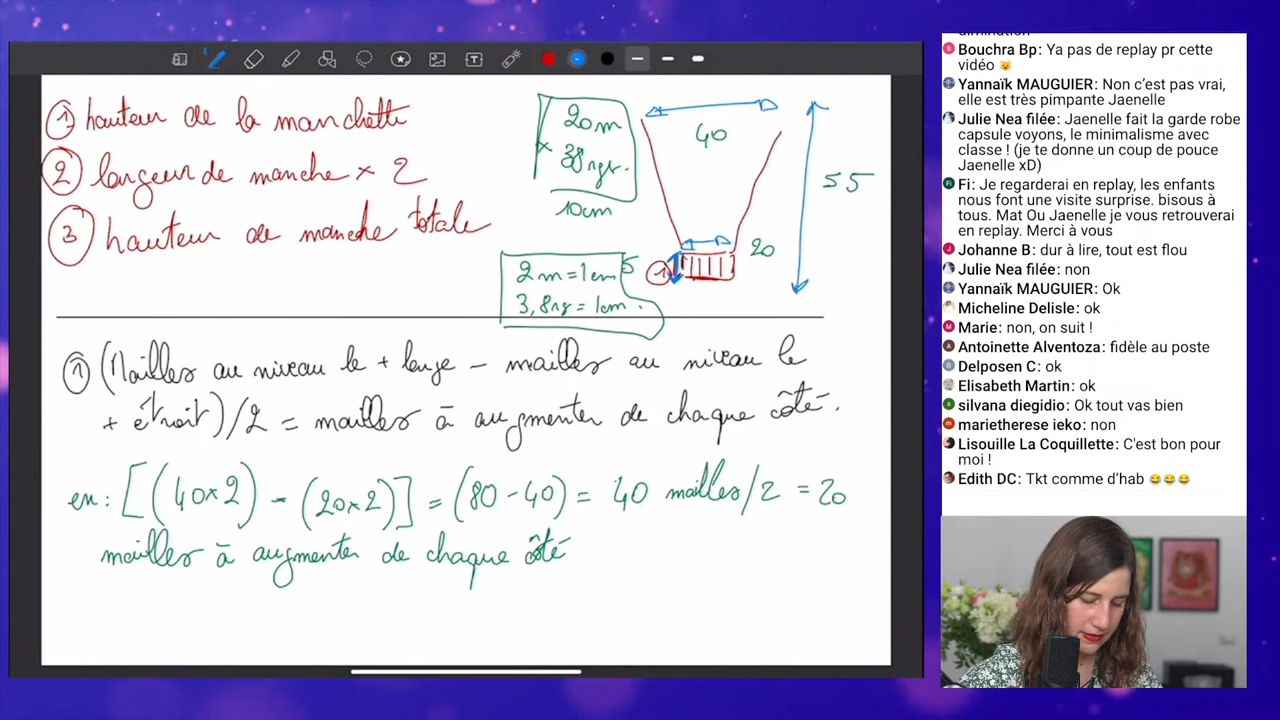 ① hauteur de la manchette
② largeur de manche × 2
③ hauteur de manche totale
20m
× 38rgs.
10cm
40
55
20
①
5
2m = 1cm
3,8rg = 1cm.
① (Mailles au niveau le + large - mailles au niveau le
+ étroit)/2 = mailles à augmenter de chaque côté.
ex: [(40×2) - (20×2)] = (80 - 40) = 40 mailles/2 = 20
mailles à augmenter de chaque côté
Bouchra Bp: Ya pas de replay pr cette
vidéo 😿
Yannaïk MAUGUIER: Non c'est pas vrai,
elle est très pimpante Jaenelle
Julie Nea filée: Jaenelle fait la garde robe
capsule voyons, le minimalisme avec
classe ! (je te donne un coup de pouce
Jaenelle xD)
Fi
Fi: Je regarderai en replay, les enfants
nous font une visite surprise. bisous à
tous. Mat Ou Jaenelle je vous retrouverai
en replay. Merci à vous
Johanne B: dur à lire, tout est flou
Julie Nea filée: non
Yannaïk MAUGUIER: Ok
Micheline Delisle: ok
Marie: non, on suit !
Antoinette Alventoza: fidèle au poste
Delposen C: ok
Elisabeth Martin: ok
silvana diegidio: Ok tout vas bien
marietherese ieko: non
Lisouille La Coquillette: C'est bon pour
moi !
Edith DC: Tkt comme d'hab 😂😂😂